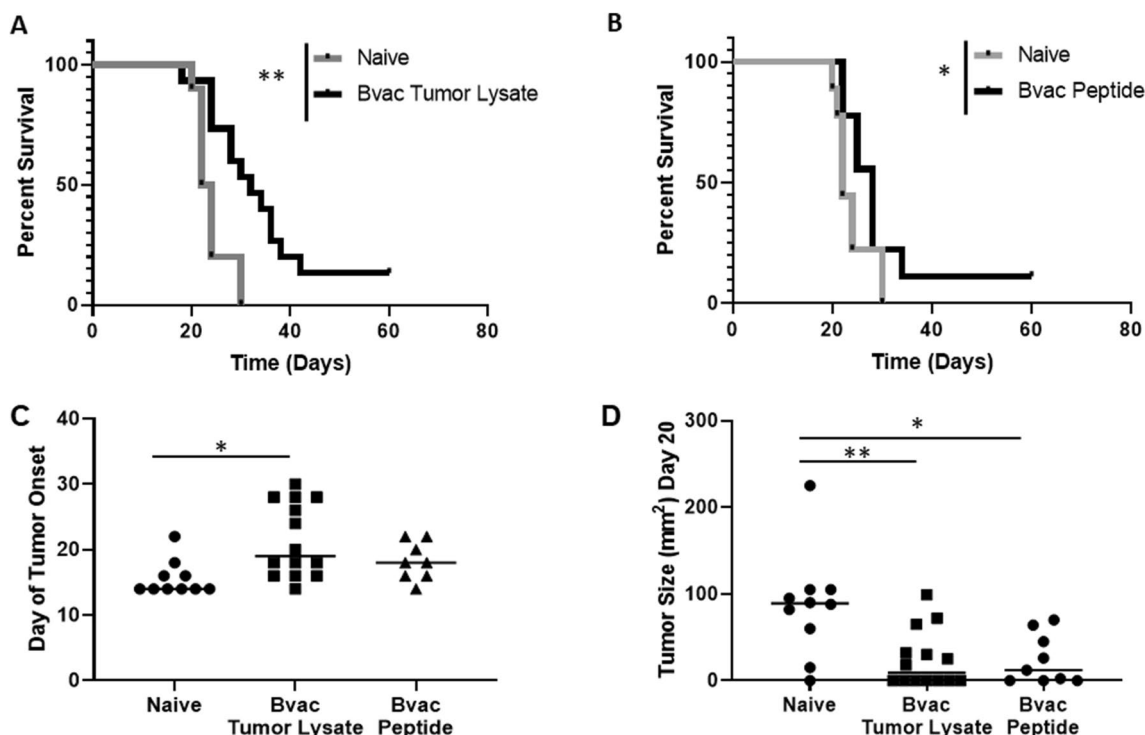 A
Naive
**
Bvac Tumor Lysate
Percent Survival
100
50
0
0 20 40 60 80
Time (Days)
B
Naive
*
Bvac Peptide
Percent Survival
100
50
0
0 20 40 60 80
Time (Days)
C
Day of Tumor Onset
40
30
20
10
0
*
Naive
Bvac
Tumor Lysate
Bvac
Peptide
D
Tumor Size (mm²) Day 20
300
200
100
0
*
**
Naive
Bvac
Tumor Lysate
Bvac
Peptide